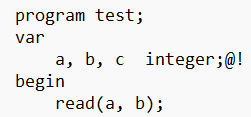 program test;
var
a, b, c  integer;@!
begin
read(a, b);